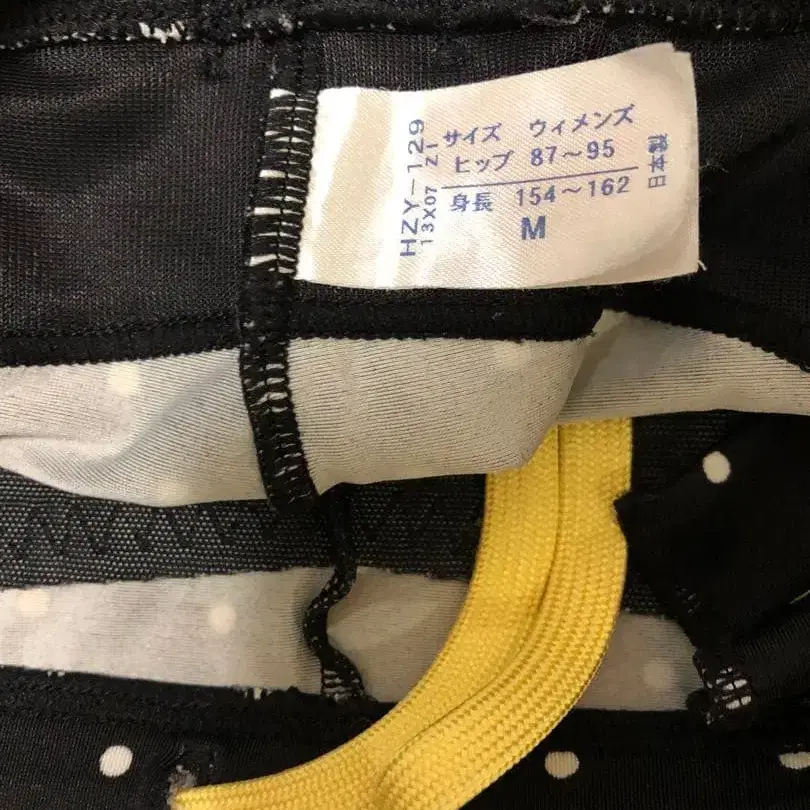 サイズ ウィメンズ
ヒップ 87～95
身長 154～162
M
HZY-129
13X07 Z1
日本製